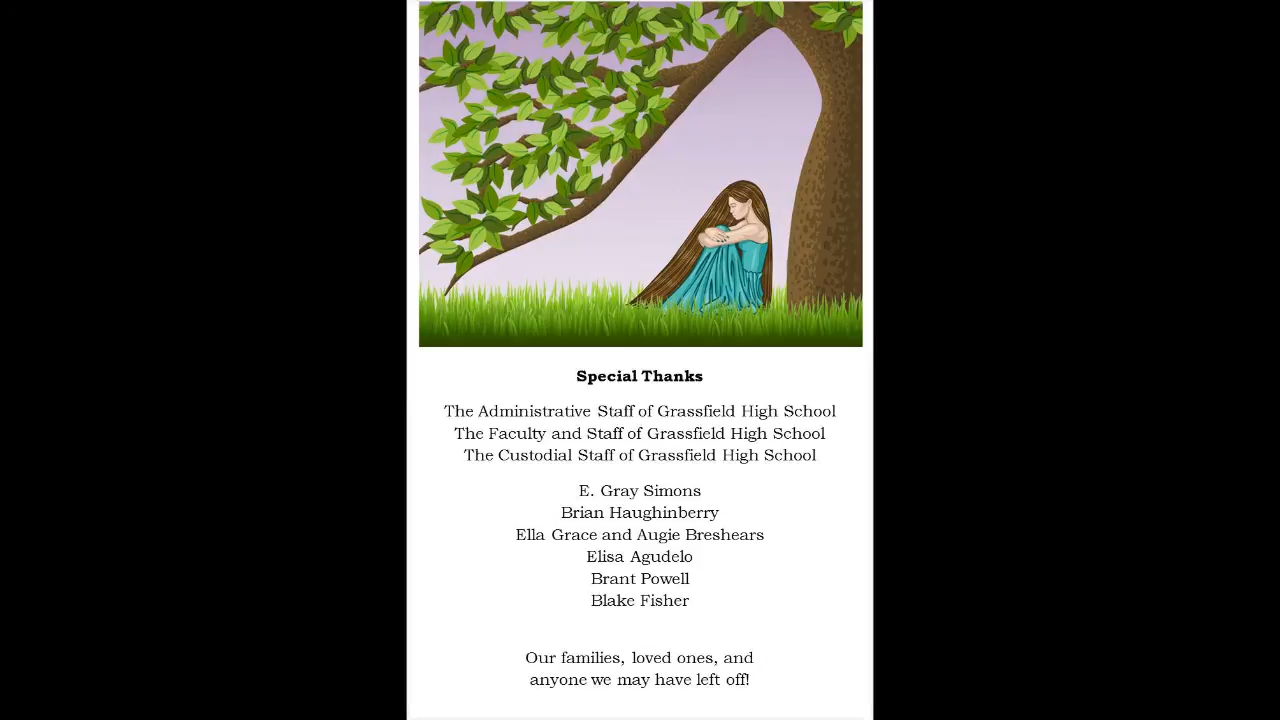 Special Thanks
The Administrative Staff of Grassfield High School
The Faculty and Staff of Grassfield High School
The Custodial Staff of Grassfield High School
E. Gray Simons
Brian Haughinberry
Ella Grace and Augie Breshears
Elisa Agudelo
Brant Powell
Blake Fisher
Our families, loved ones, and
anyone we may have left off!